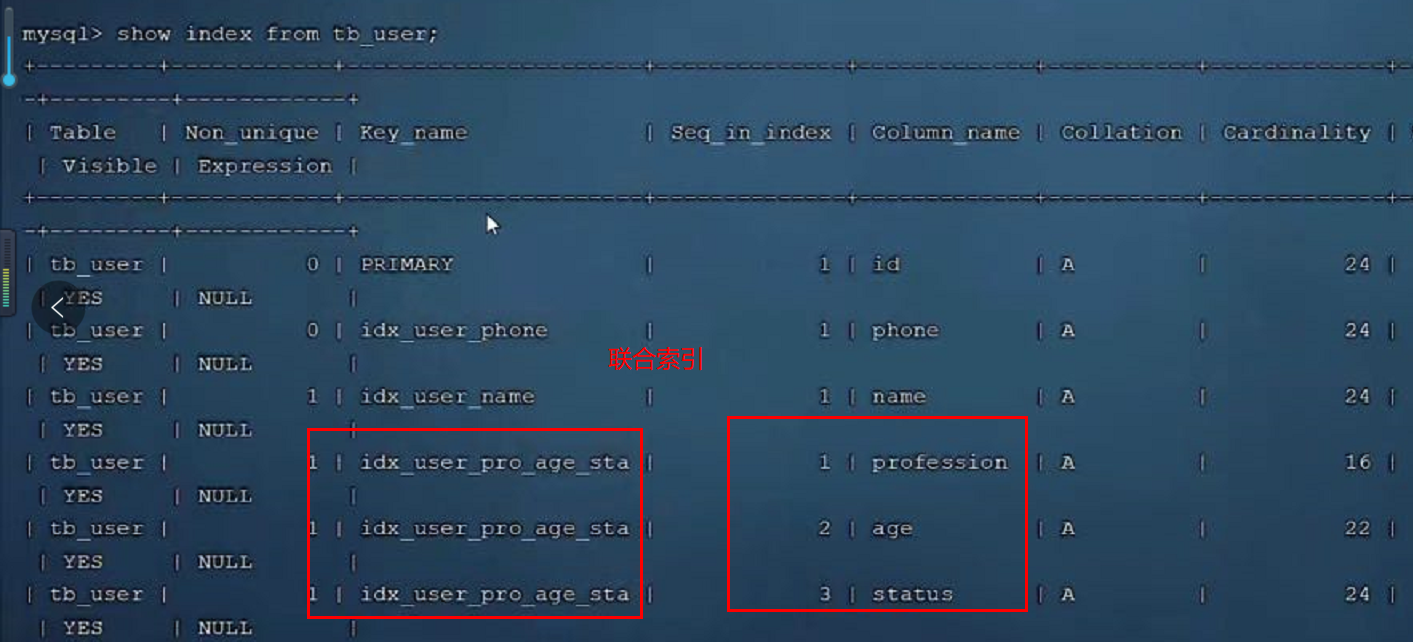 mysql> show index from tb_user;
+---------+------------+----------------------+--------------+-------------+-----------+-------------+-
-+---------+------------+
| Table | Non_unique | Key_name | Seq_in_index | Column_name | Collation | Cardinality |
| Visible | Expression |
+---------+------------+----------------------+--------------+-------------+-----------+-------------+-
-+---------+------------+
| tb_user | 0 | PRIMARY | 1 | id | A | 24 |
| YES | NULL |
| tb_user | 0 | idx_user_phone | 1 | phone | A | 24 |
| YES | NULL |
联合索引
| tb_user | 1 | idx_user_name | 1 | name | A | 24 |
| YES | NULL |
| tb_user | 1 | idx_user_pro_age_sta | 1 | profession | A | 16 |
| YES | NULL |
| tb_user | 1 | idx_user_pro_age_sta | 2 | age | A | 22 |
| YES | NULL |
| tb_user | 1 | idx_user_pro_age_sta | 3 | status | A | 24 |
| YES | NULL |